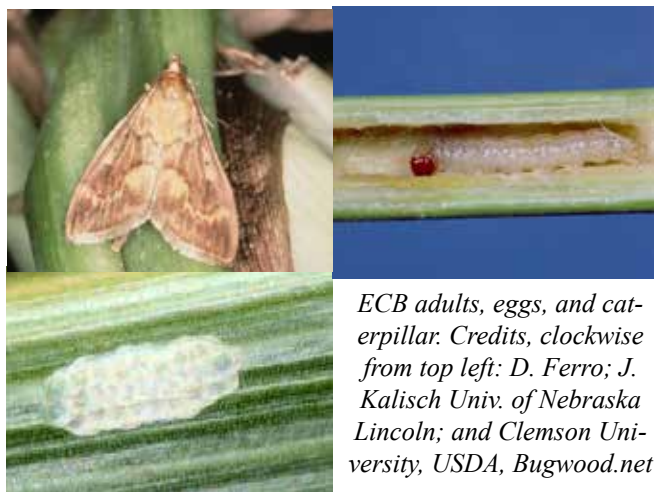 ECB adults, eggs, and cat-
erpillar. Credits, clockwise
from top left: D. Ferro; J.
Kalisch Univ. of Nebraska
Lincoln; and Clemson Uni-
versity, USDA, Bugwood.net